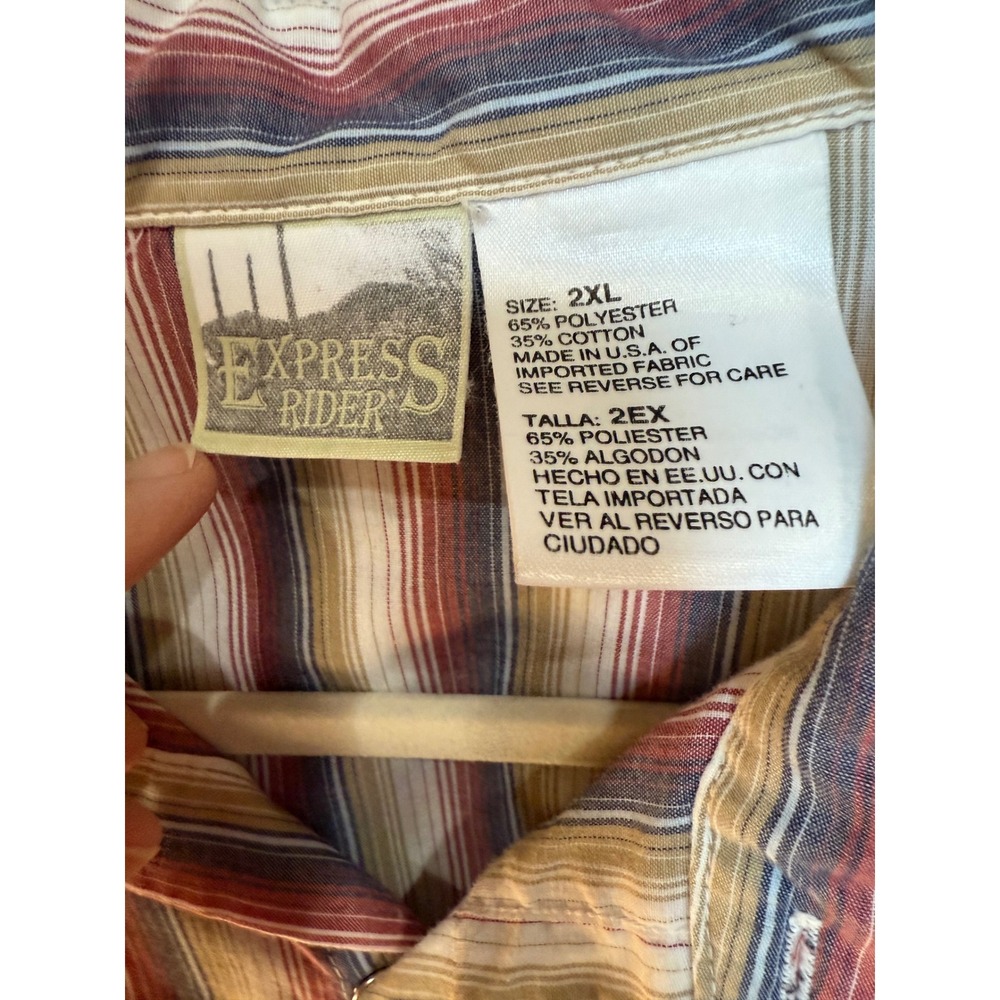 EXPRESS
RIDER
SIZE: 2XL
65% POLYESTER
35% COTTON
MADE IN U.S.A. OF
IMPORTED FABRIC
SEE REVERSE FOR CARE
TALLA: 2EX
65% POLIESTER
35% ALGODON
HECHO EN EE.UU. CON
TELA IMPORTADA
VER AL REVERSO PARA
CIUDADO